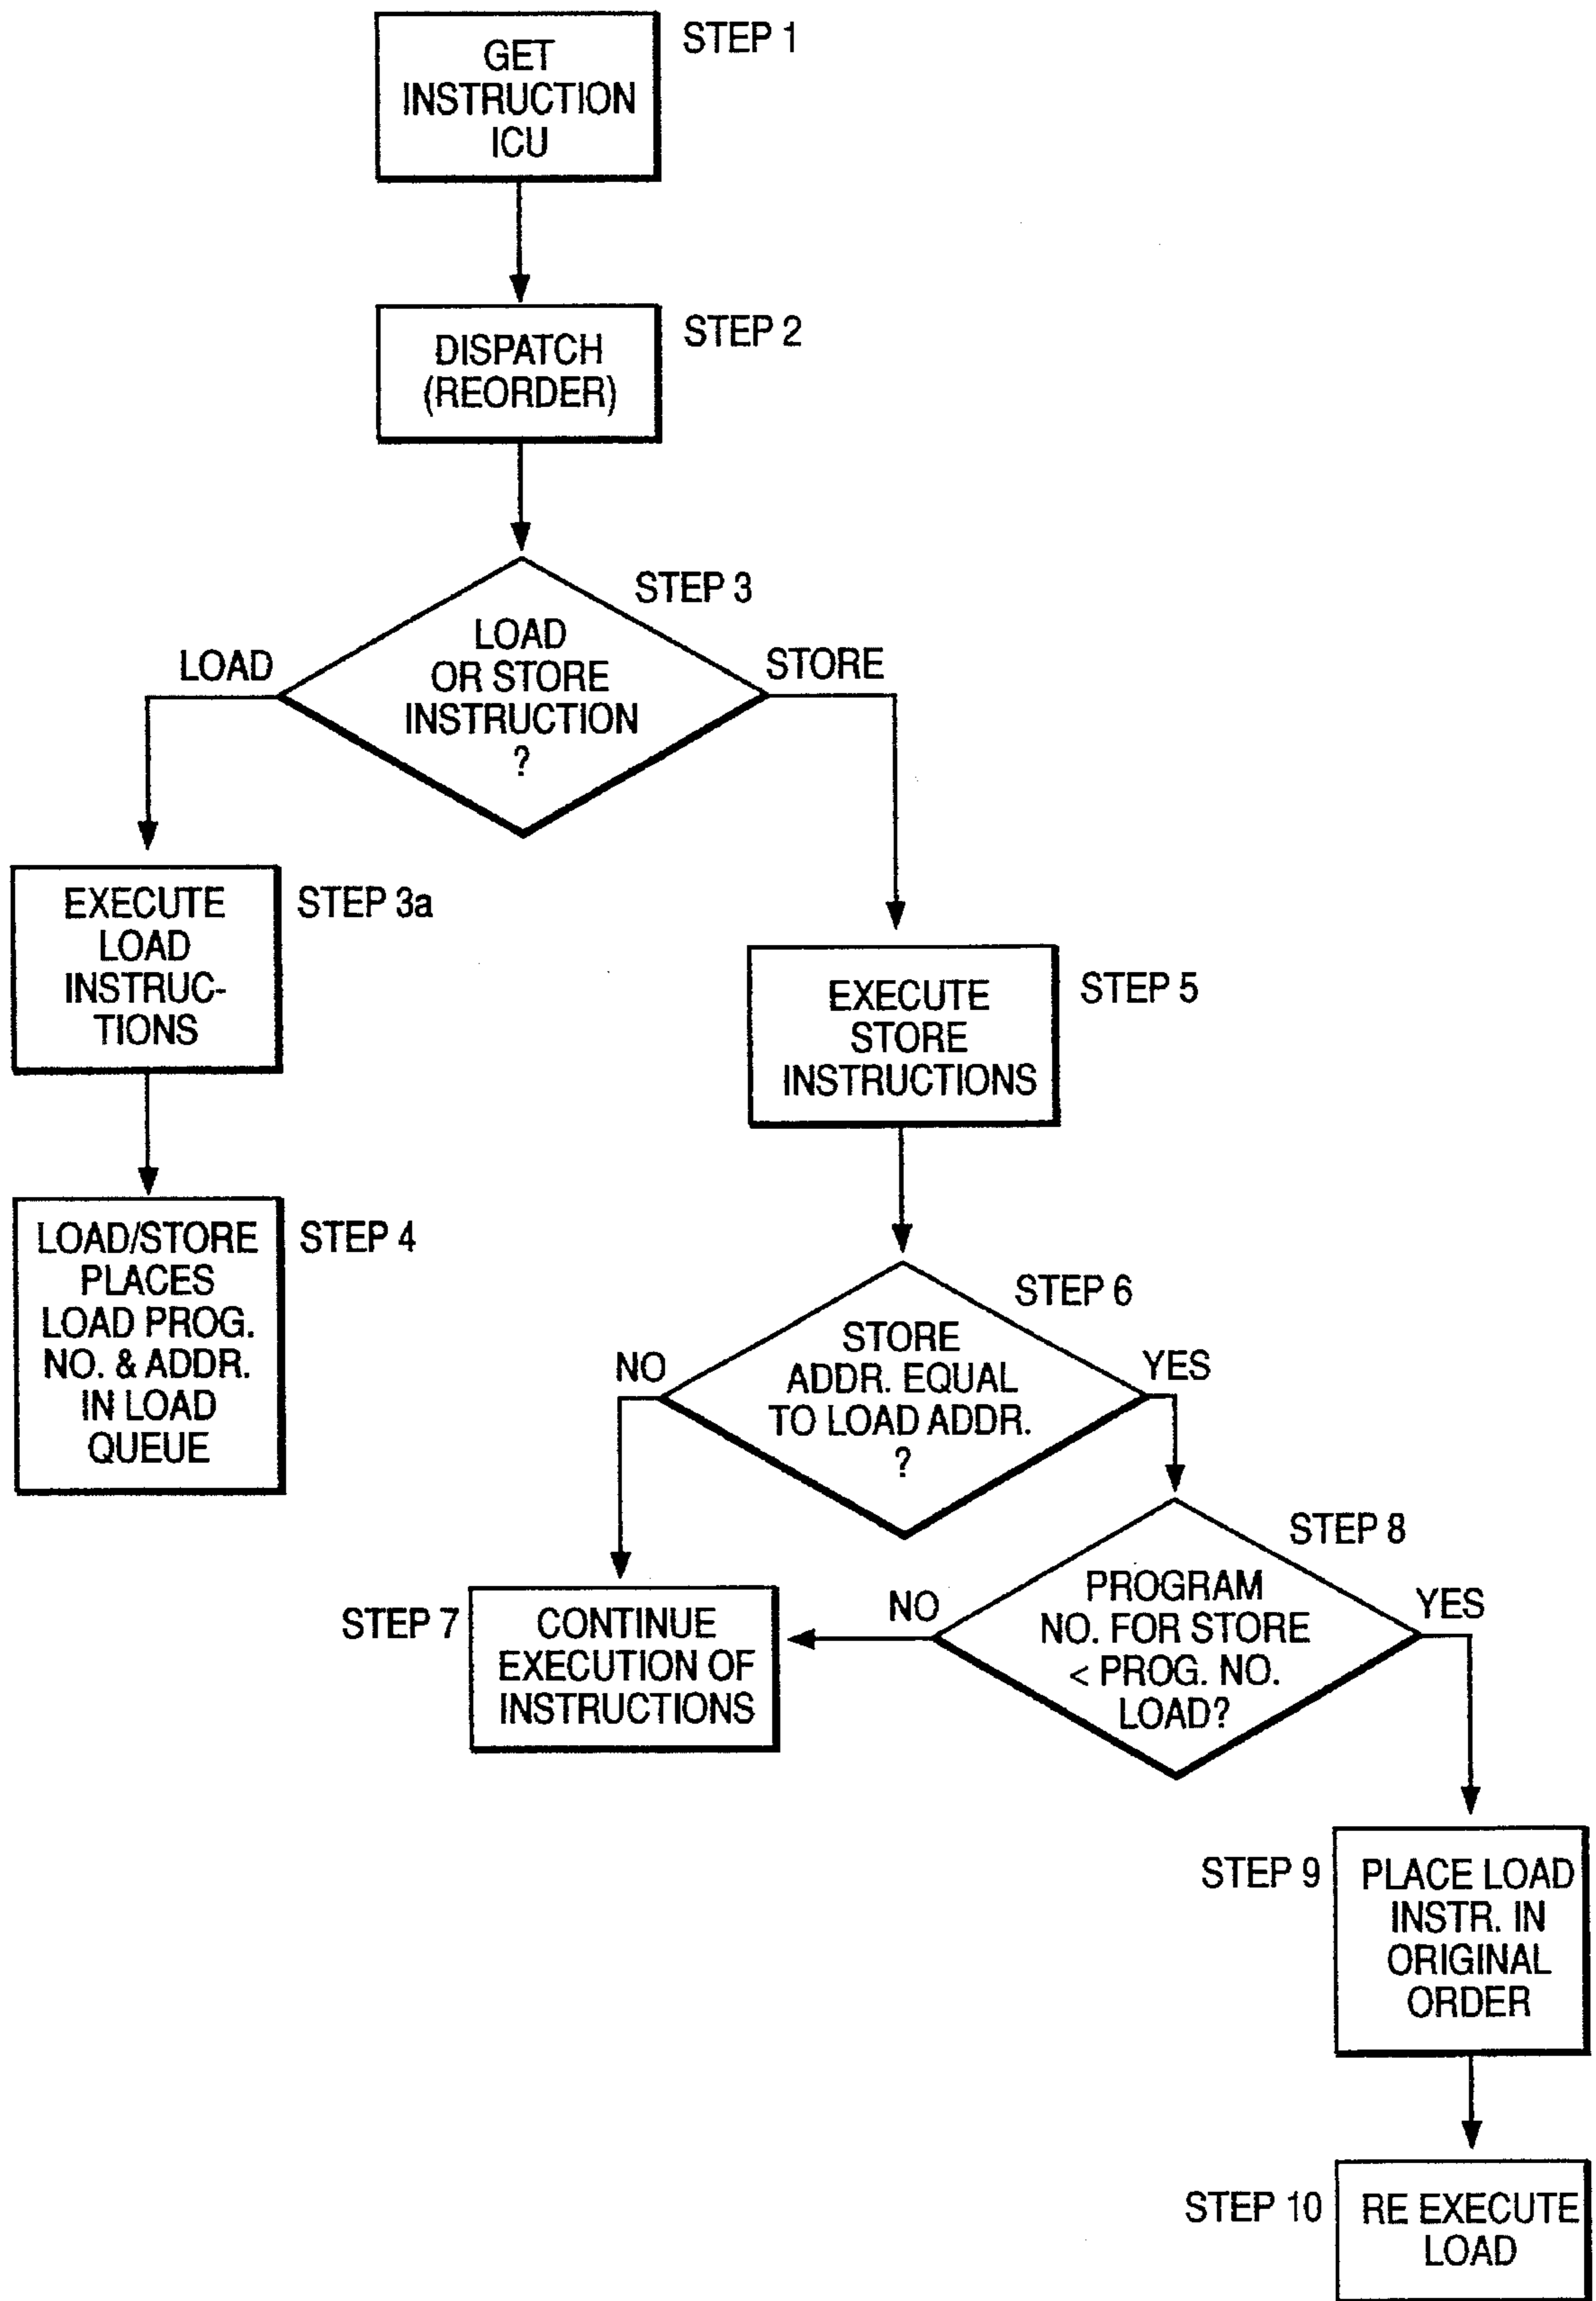 STEP 1
GET
INSTRUCTION
ICU
STEP 2
DISPATCH
(REORDER)
STEP 3
LOAD
OR STORE
INSTRUCTION
?
LOAD
STORE
EXECUTE
LOAD
INSTRUC-
TIONS
STEP 3a
LOAD/STORE
PLACES
LOAD PROG.
NO. & ADDR.
IN LOAD
QUEUE
STEP 4
EXECUTE
STORE
INSTRUCTIONS
STEP 5
STEP 6
STORE
ADDR. EQUAL
TO LOAD ADDR.
?
NO
YES
STEP 7
CONTINUE
EXECUTION OF
INSTRUCTIONS
STEP 8
PROGRAM
NO. FOR STORE
< PROG. NO.
LOAD?
NO
YES
STEP 9
PLACE LOAD
INSTR. IN
ORIGINAL
ORDER
STEP 10
RE EXECUTE
LOAD